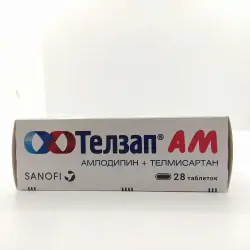 Телзап® АМ
АМЛОДИПИН + ТЕЛМИСАРТАН
SANOFI 28 таблеток